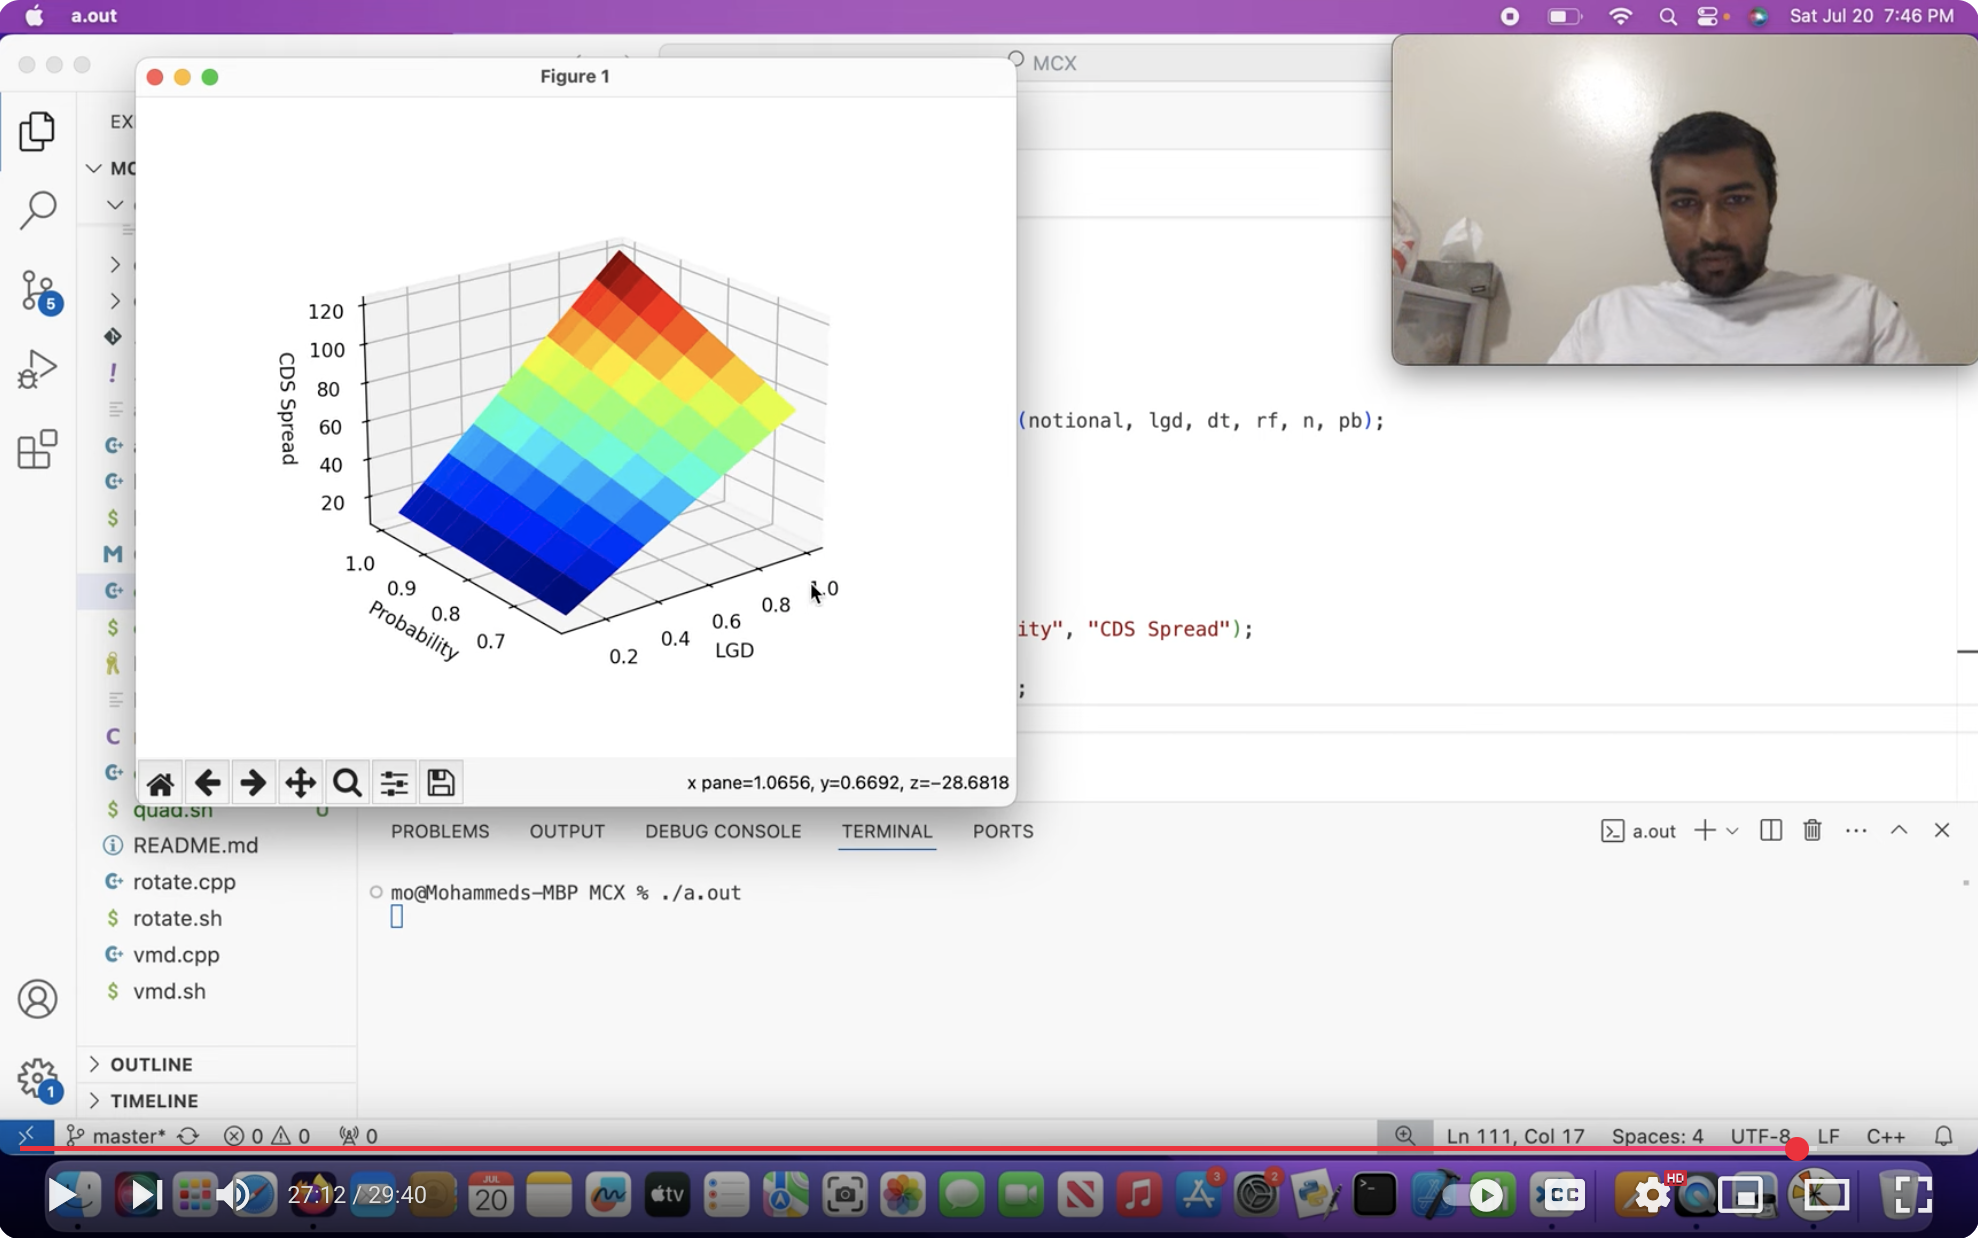 a.out
Sat Jul 20 7:46 PM
MCX
Figure 1
EX
MC
120
100
80
60
40
20
CDS Spread
1.0
0.9
0.8
0.7
Probability
0.2
0.4
0.6
0.8
1.0
LGD
(notional, lgd, dt, rf, n, pb);
ity", "CDS Spread");
;
5
x pane=1.0656, y=0.6692, z=−28.6818
quad.sh U
README.md
rotate.cpp
rotate.sh
vmd.cpp
vmd.sh
OUTLINE
TIMELINE
1
PROBLEMS OUTPUT DEBUG CONSOLE TERMINAL PORTS
a.out
mo@Mohammeds-MBP MCX % ./a.out
master* 0 0 0
Ln 111, Col 17 Spaces: 4 UTF-8 LF C++
27:12 / 29:40
JUL
20
tv
3
2
CC
HD